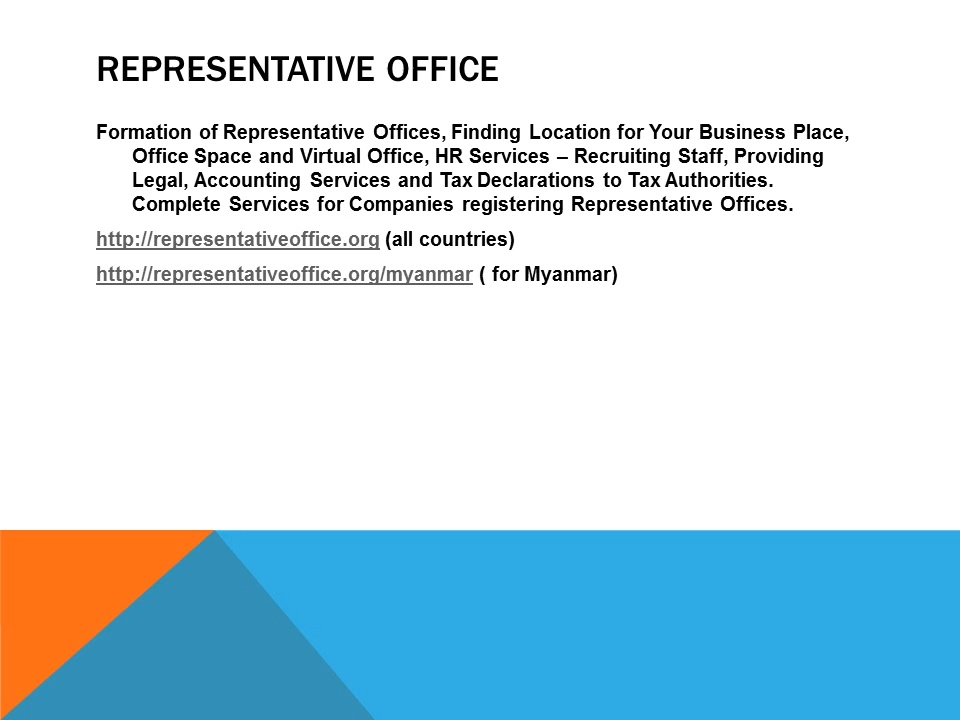 REPRESENTATIVE OFFICE
Formation of Representative Offices, Finding Location for Your Business Place,
Office Space and Virtual Office, HR Services – Recruiting Staff, Providing
Legal, Accounting Services and Tax Declarations to Tax Authorities.
Complete Services for Companies registering Representative Offices.
http://representativeoffice.org (all countries)
http://representativeoffice.org/myanmar ( for Myanmar)